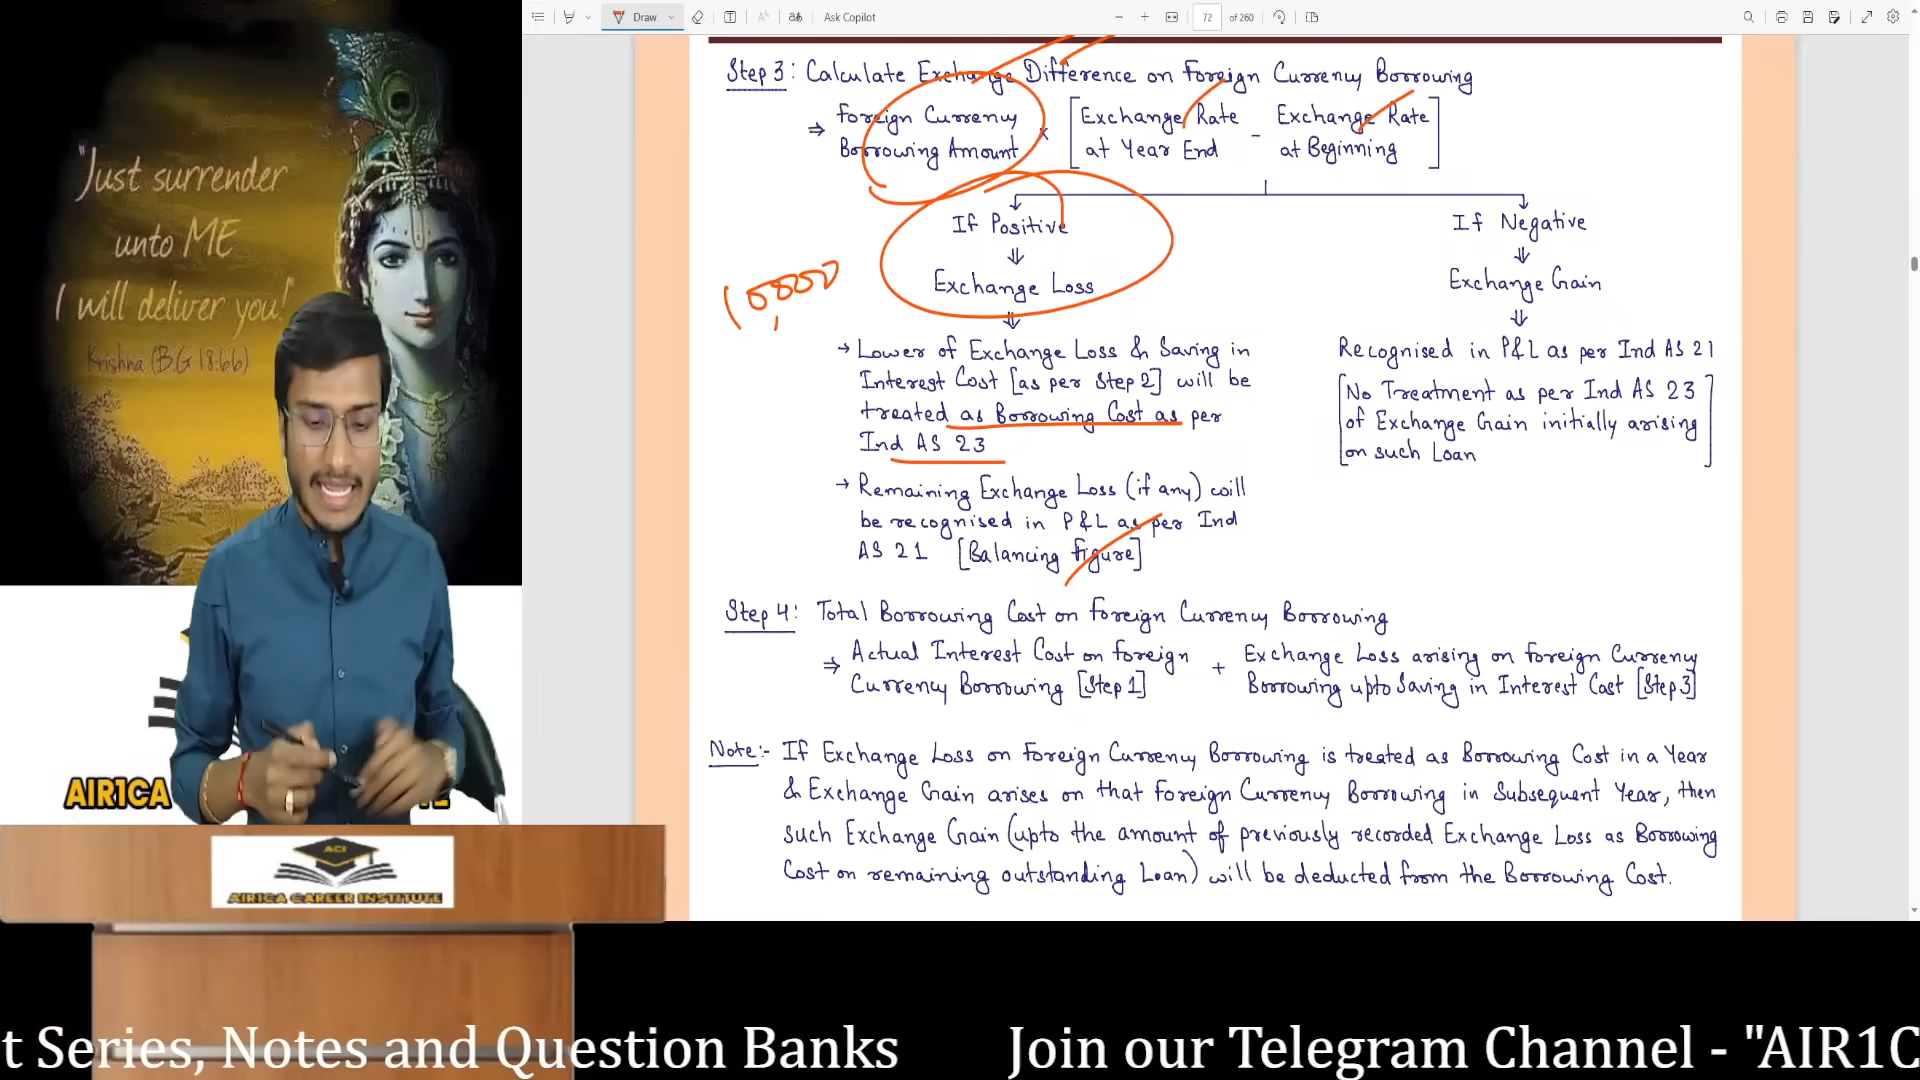 Draw
Ask Copilot
72
of 260
"Just surrender
unto ME
I will deliver you!"
Krishna (B.G 18:66)
Step 3: Calculate Exchange Difference on Foreign Currency Borrowing
⇒ Foreign Currency Borrowing Amount × [Exchange Rate at Year End - Exchange Rate at Beginning]
If Positive
⇓
Exchange Loss
⇓
10,000
→ Lower of Exchange Loss & Saving in
Interest Cost [as per Step 2] will be
treated as Borrowing Cost as per
Ind AS 23
→ Remaining Exchange Loss (if any) will
be recognised in P&L as per Ind
AS 21 [Balancing figure]
If Negative
⇓
Exchange Gain
⇓
Recognised in P&L as per Ind AS 21
[No Treatment as per Ind AS 23
of Exchange Gain initially arising
on such Loan]
Step 4: Total Borrowing Cost on Foreign Currency Borrowing
⇒ Actual Interest Cost on Foreign + Exchange Loss arising on Foreign Currency
Currency Borrowing [Step 1] Borrowing upto Saving in Interest Cost [Step 3]
Note:- If Exchange Loss on Foreign Currency Borrowing is treated as Borrowing Cost in a Year
& Exchange Gain arises on that Foreign Currency Borrowing in Subsequent Year, then
such Exchange Gain (upto the amount of previously recorded Exchange Loss as Borrowing
Cost on remaining outstanding Loan) will be deducted from the Borrowing Cost.
AIR1CA
TE
ACI
AIR1CA CAREER INSTITUTE
t Series, Notes and Question Banks
Join our Telegram Channel - "AIR1C